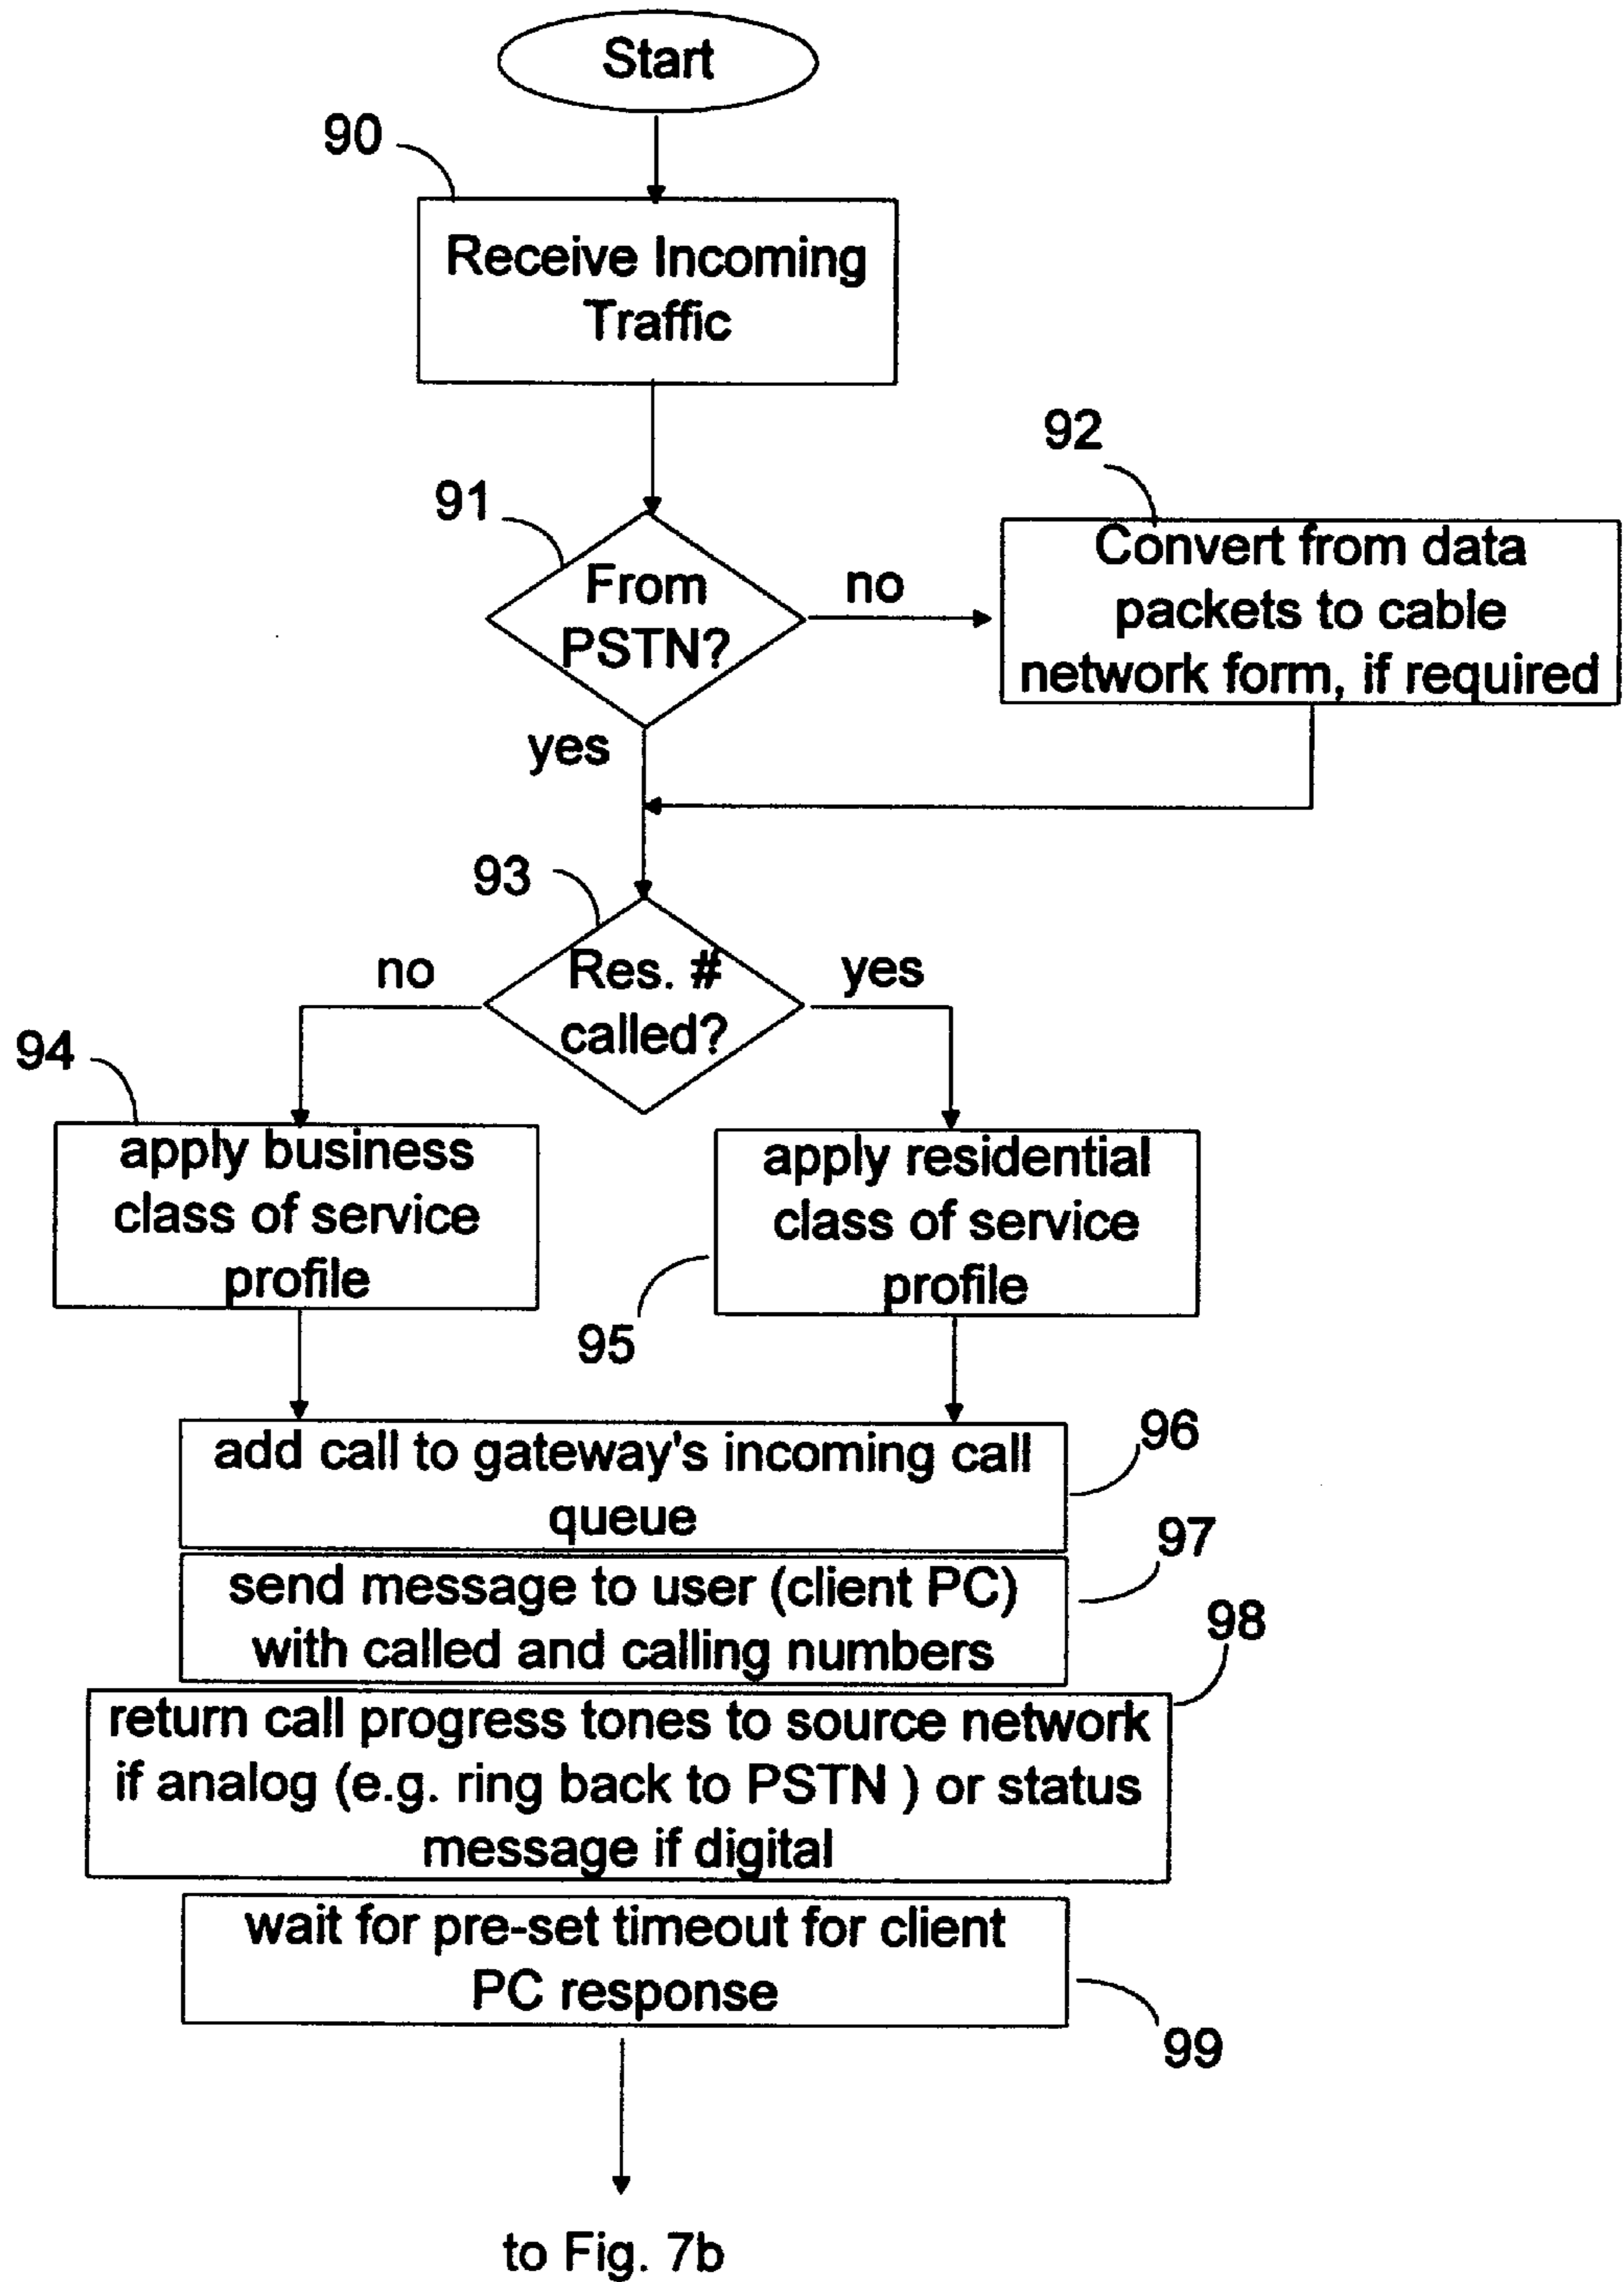 Start
90
Receive Incoming
Traffic
92
91
From
PSTN?
no
Convert from data
packets to cable
network form, if required
yes
93
Res. #
called?
no
yes
94
apply business
class of service
profile
apply residential
class of service
profile
95
add call to gateway's incoming call
queue
96
send message to user (client PC)
with called and calling numbers
97
return call progress tones to source network
if analog (e.g. ring back to PSTN ) or status
message if digital
98
wait for pre-set timeout for client
PC response
99
to Fig. 7b